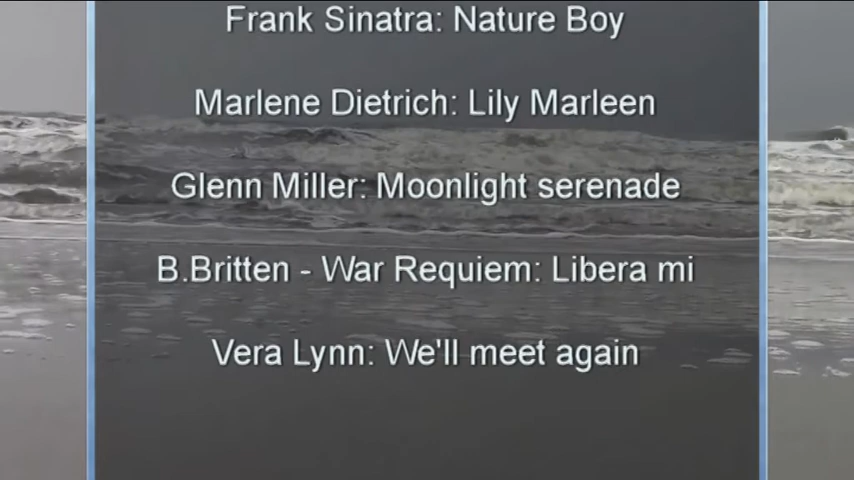 Frank Sinatra: Nature Boy
Marlene Dietrich: Lily Marleen
Glenn Miller: Moonlight serenade
B.Britten - War Requiem: Libera mi
Vera Lynn: We'll meet again